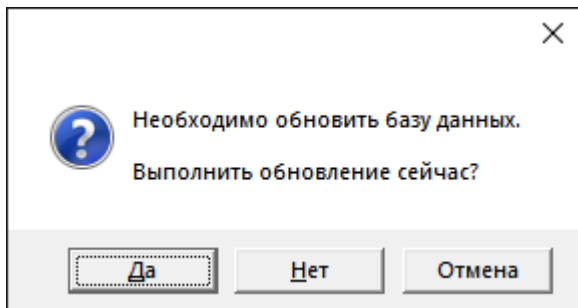 Необходимо обновить базу данных.
Выполнить обновление сейчас?
Да Нет Отмена